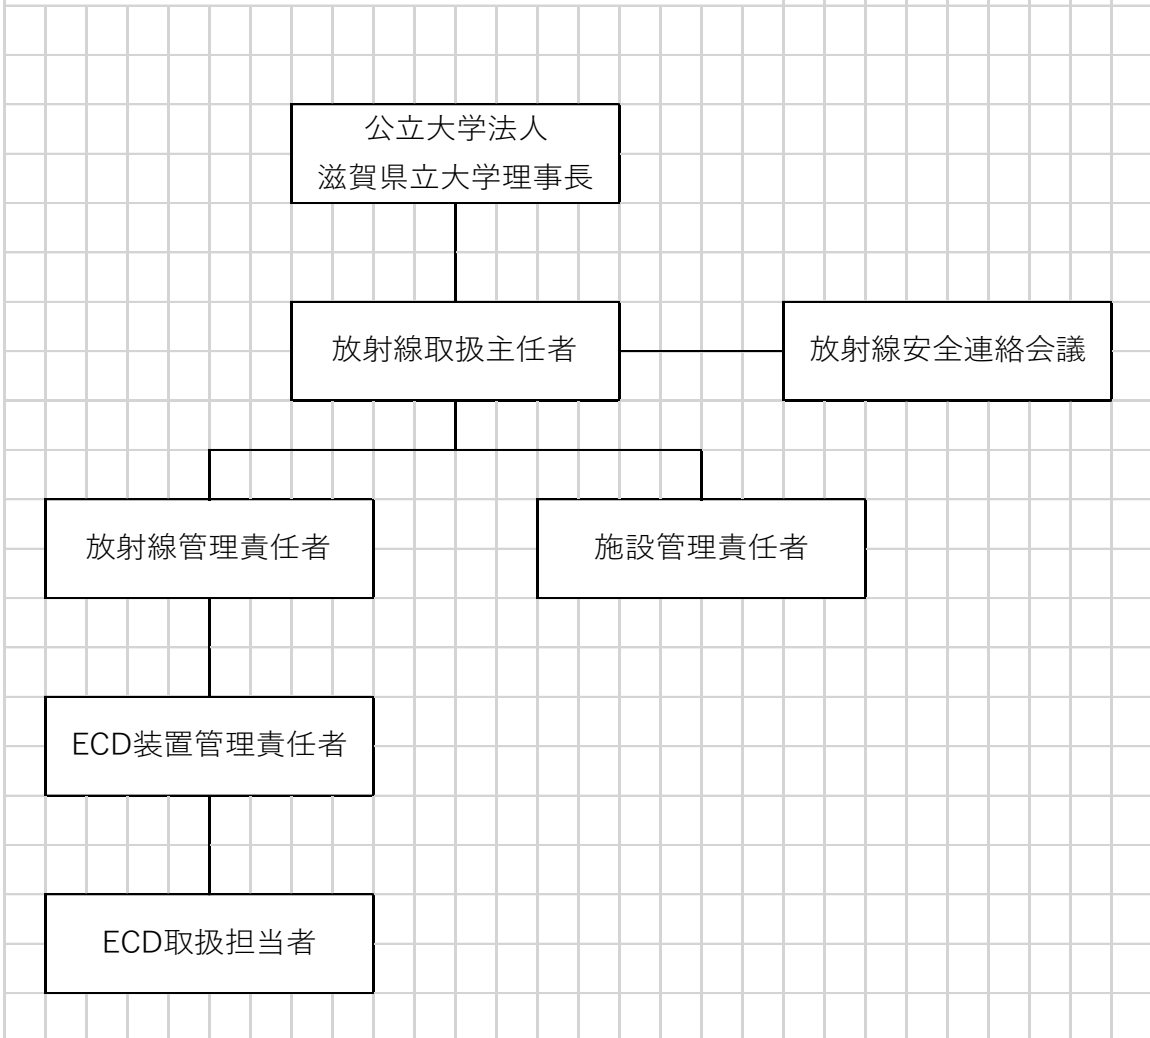 公立大学法人
滋賀県立大学理事長
放射線取扱主任者
放射線安全連絡会議
放射線管理責任者
施設管理責任者
ECD装置管理責任者
ECD取扱担当者